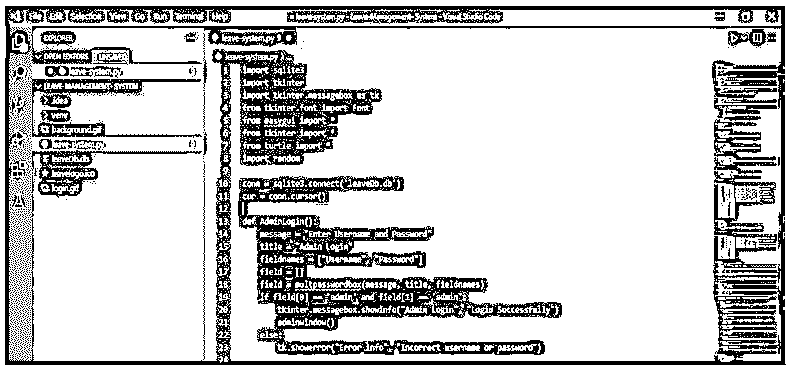 File Edit Selection View Go Run Terminal Help
leave-system.py - Leave-Management-System - Visual Studio Code
EXPLORER
OPEN EDITORS 1 UNSAVED
leave-system.py
LEAVE-MANAGEMENT-SYSTEM
.idea
venv
background.gif
leave-system.py
leavedb.db
leavelogo.ico
login.gif
leave-system.py
leave-system.py
1 import sqlite3
2 import tkinter
3 import tkinter.messagebox as tk
4 from tkinter.font import Font
5 from easygui import *
6 from tkinter import *
7 from turtle import *
8 import random
9
10 conn = sqlite3.connect('leavedb.db')
11 cur = conn.cursor()
12
13 def AdminLogin():
14 message = "Enter Username and Password"
15 title = "Admin Login"
16 fieldnames = ["Username", "Password"]
17 field = []
18 field = multpasswordbox(message, title, fieldnames)
19 if field[0] == 'admin' and field[1] == 'admin':
20 tkinter.messagebox.showinfo("Admin Login", "Login Successfully")
21 adminwindow()
22 else:
23 tk.showerror("Error info", "Incorrect username or password")